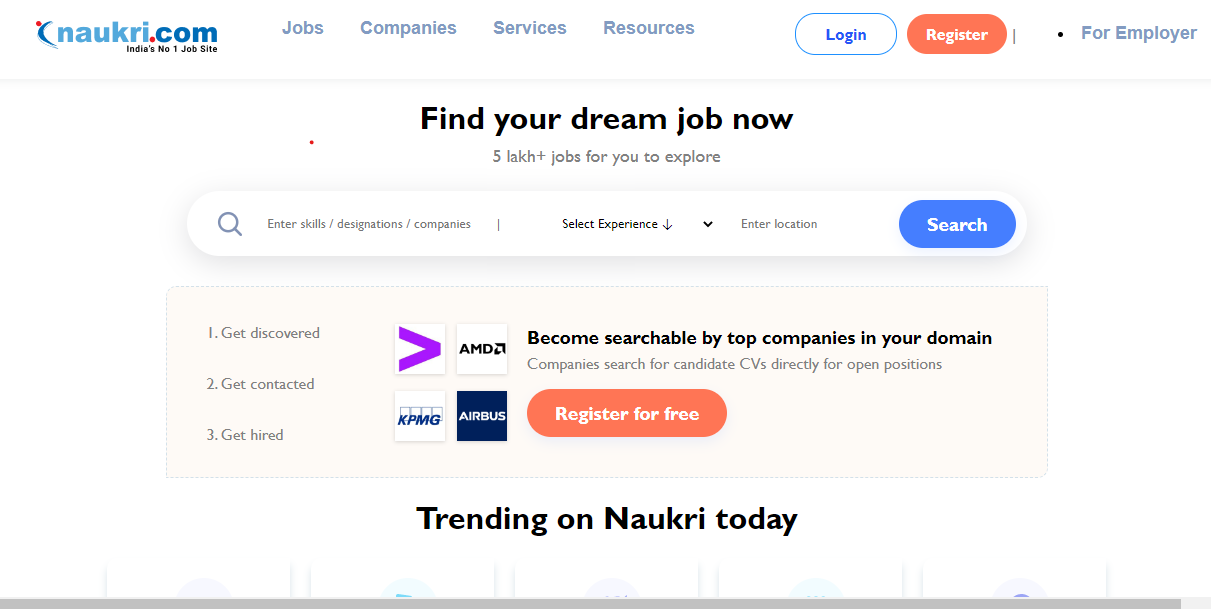 naukri.com
India's No 1 Job Site
Jobs
Companies
Services
Resources
Login
Register
|
• For Employer
Find your dream job now
5 lakh+ jobs for you to explore
Enter skills / designations / companies
|
Select Experience ↓
Enter location
Search
1. Get discovered
2. Get contacted
3. Get hired
AMD
KPMG
AIRBUS
Become searchable by top companies in your domain
Companies search for candidate CVs directly for open positions
Register for free
Trending on Naukri today